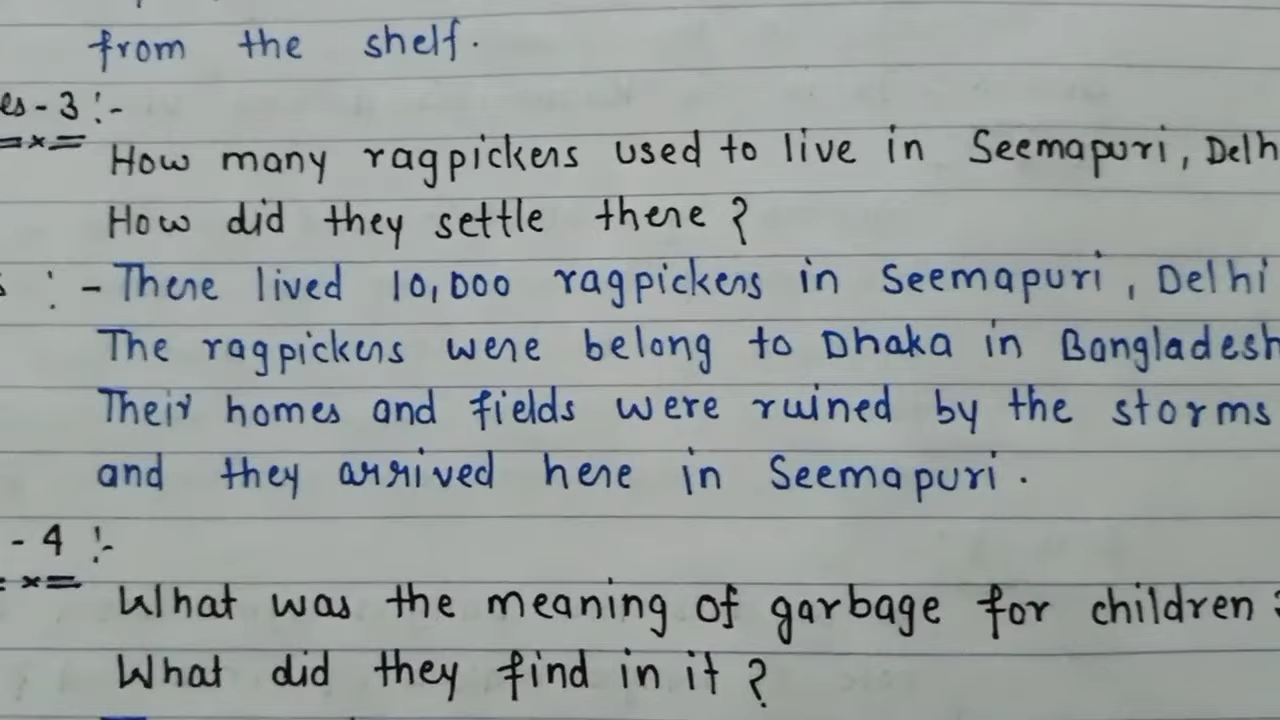 from the shelf.
es - 3 :-
How many ragpickers used to live in Seemapuri, Delh
How did they settle there ?
s : - There lived 10,000 ragpickers in Seemapuri, Delhi
The ragpickers were belong to Dhaka in Bangladesh
Their homes and fields were ruined by the storms
and they arrived here in Seemapuri.
- 4 :-
What was the meaning of garbage for children ?
What did they find in it ?